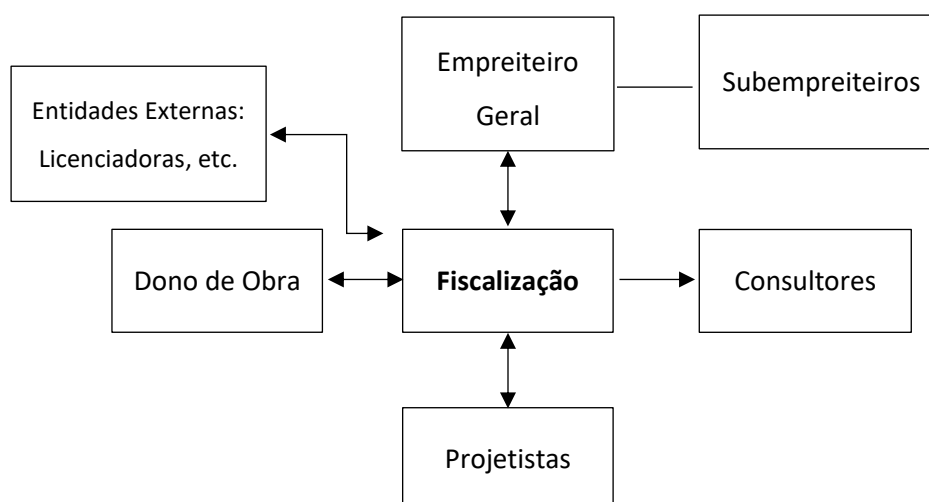 Empreiteiro
Geral
Subempreiteiros
Entidades Externas:
Licenciadoras, etc.
Dono de Obra
Fiscalização
Consultores
Projetistas